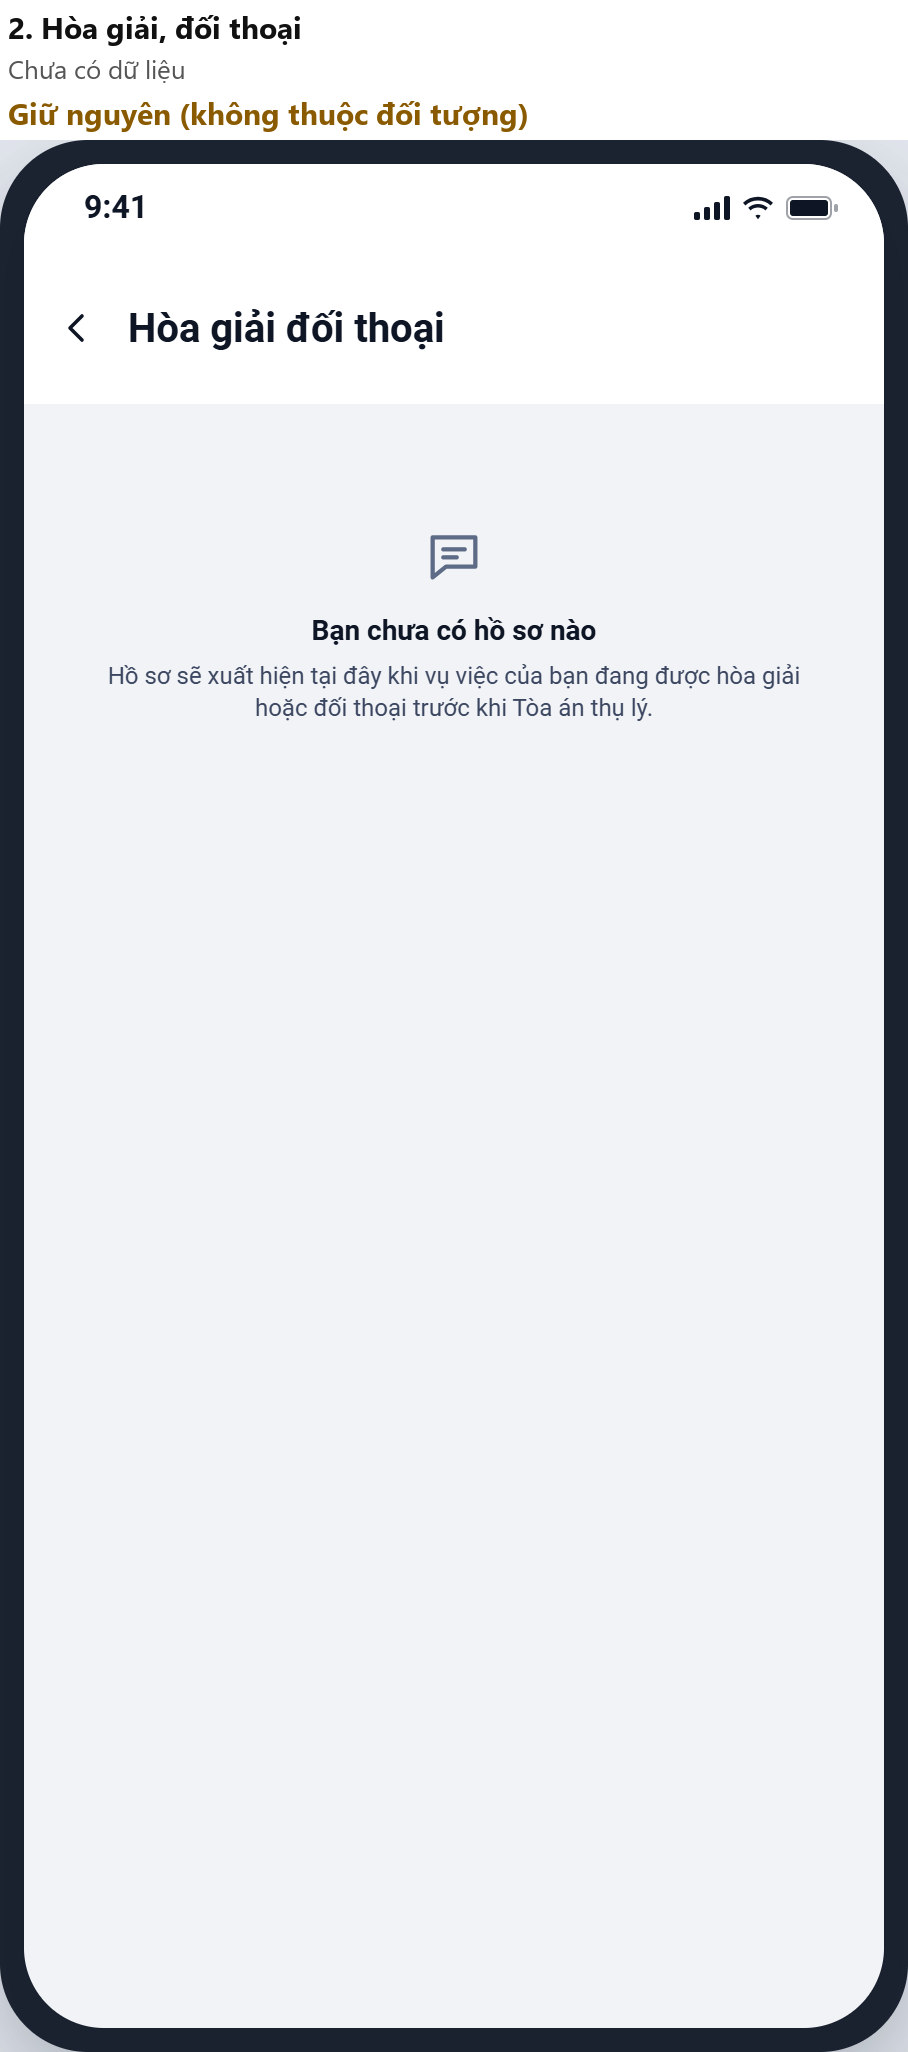 2. Hòa giải, đối thoại
Chưa có dữ liệu
Giữ nguyên (không thuộc đối tượng)
9:41
Hòa giải đối thoại
Bạn chưa có hồ sơ nào
Hồ sơ sẽ xuất hiện tại đây khi vụ việc của bạn đang được hòa giải
hoặc đối thoại trước khi Tòa án thụ lý.